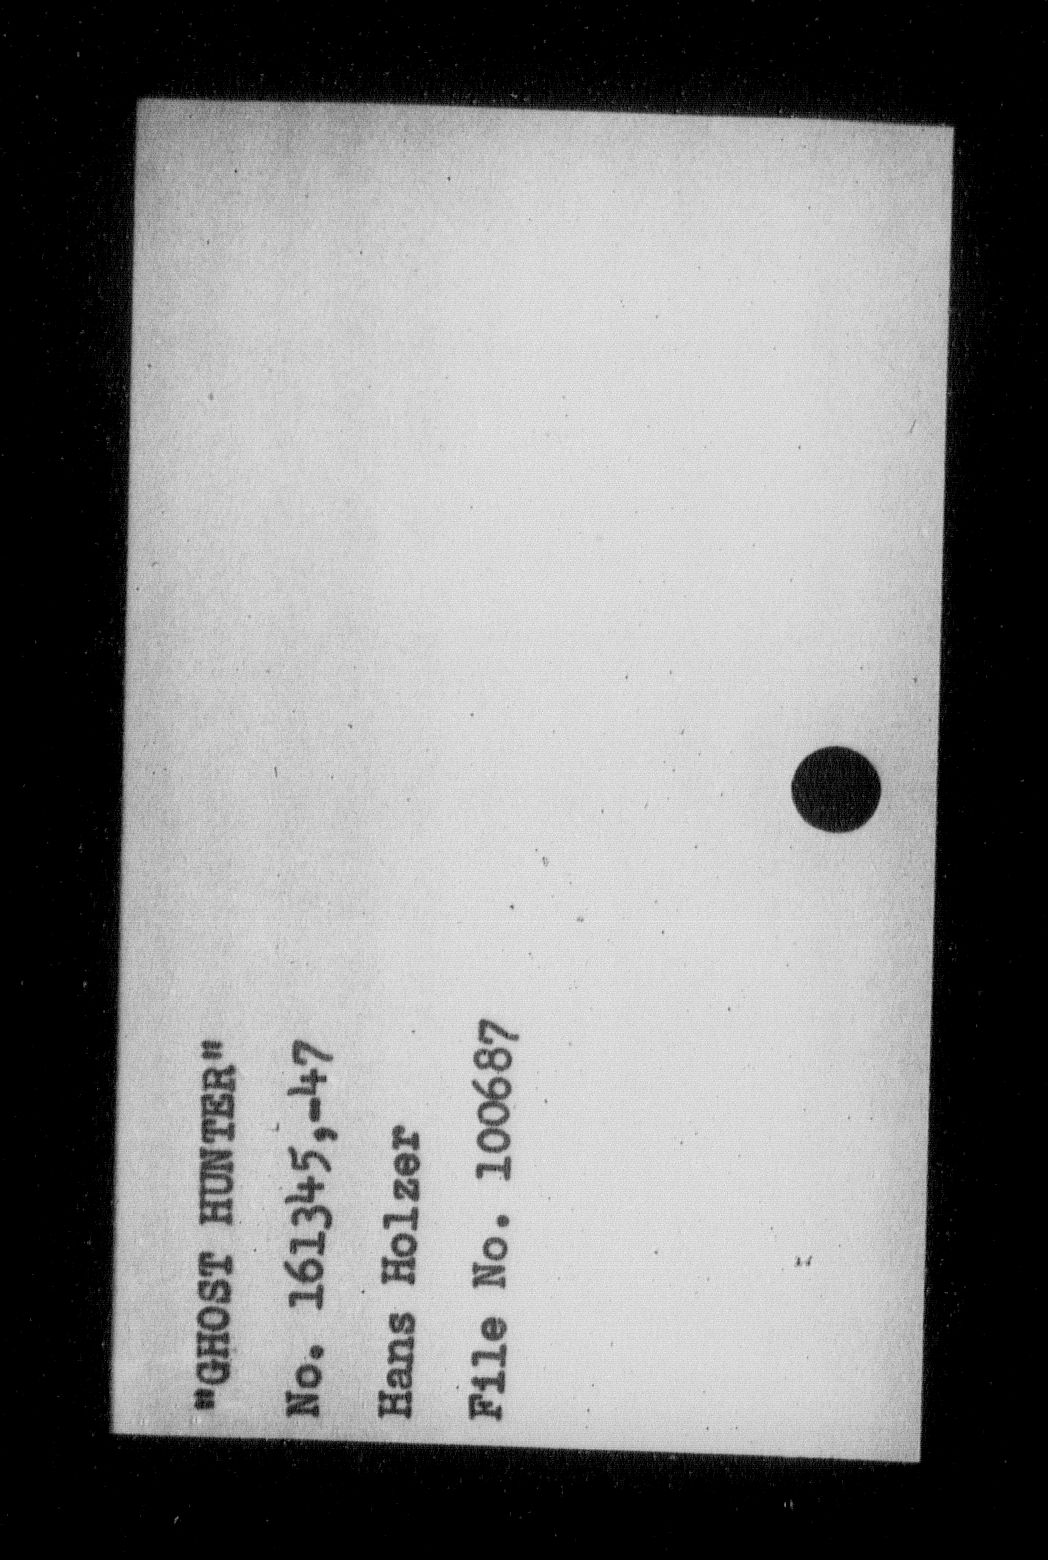 "GHOST HUNTER"
No. 161345,-47
Hans Holzer
File No. 100687